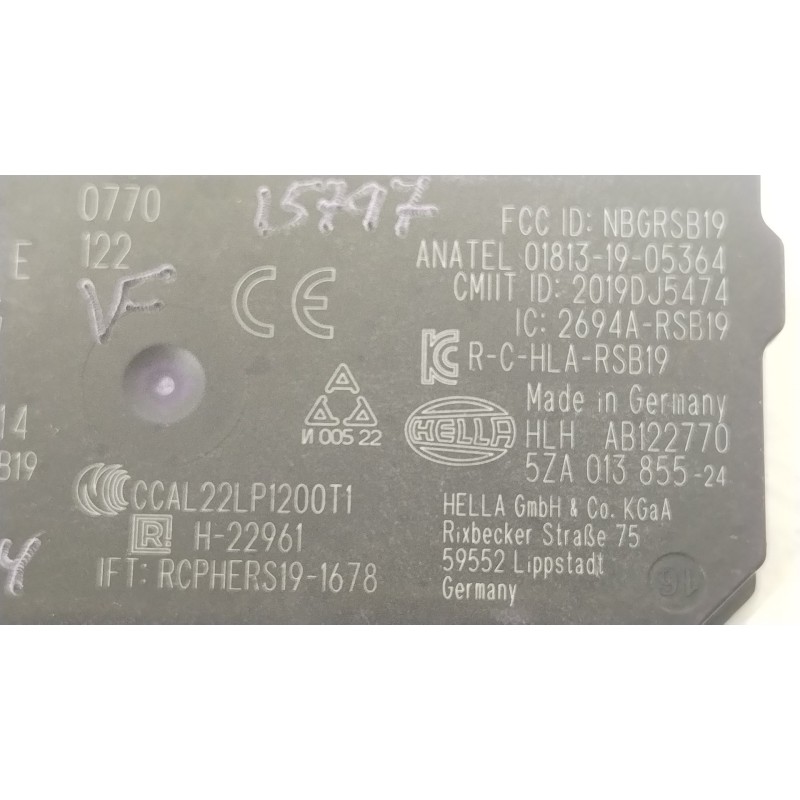 0770
122
E
VF
15717
CE
FCC ID: NBGRSB19
ANATEL 01813-19-05364
CMIIT ID: 2019DJ5474
IC: 2694A-RSB19
R-C-HLA-RSB19
A
И 005 22
HELLA
Made in Germany
HLH AB122770
5ZA 013 855-24
14
B19
CCAL22LP1200T1
R! H-22961
IFT: RCPHERS19-1678
HELLA GmbH & Co. KGaA
Rixbecker Straße 75
59552 Lippstadt
Germany
16